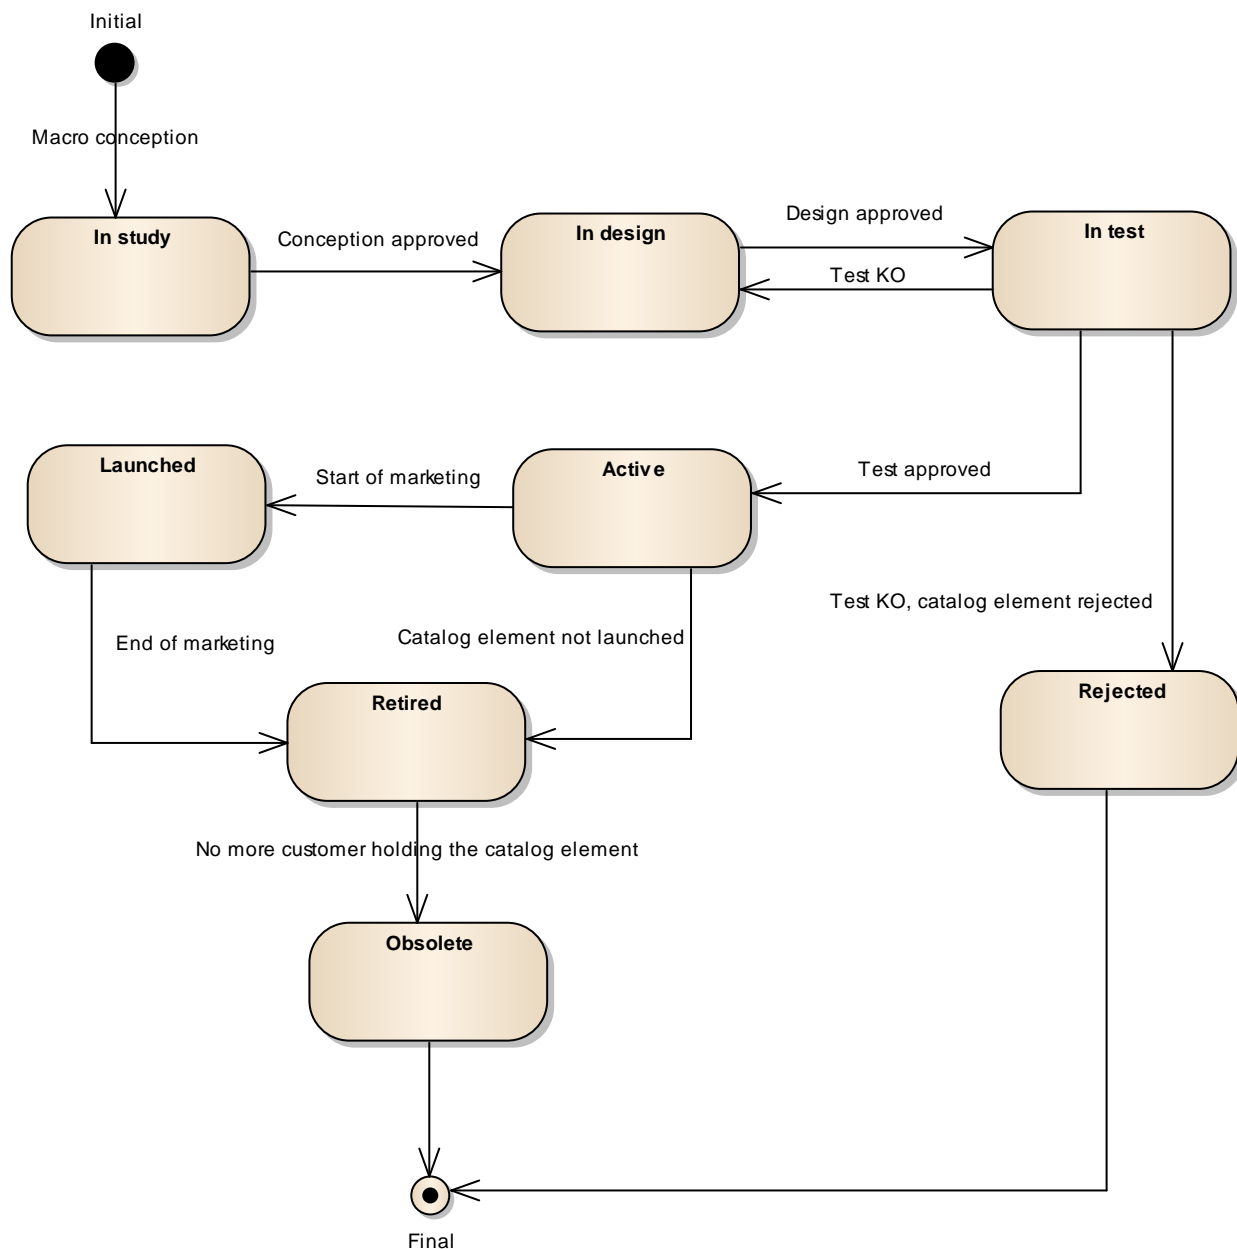 Initial
Macro conception
In study
Conception approved
In design
Design approved
Test KO
In test
Launched
Start of marketing
Active
Test approved
Test KO, catalog element rejected
End of marketing
Catalog element not launched
Retired
Rejected
No more customer holding the catalog element
Obsolete
Final